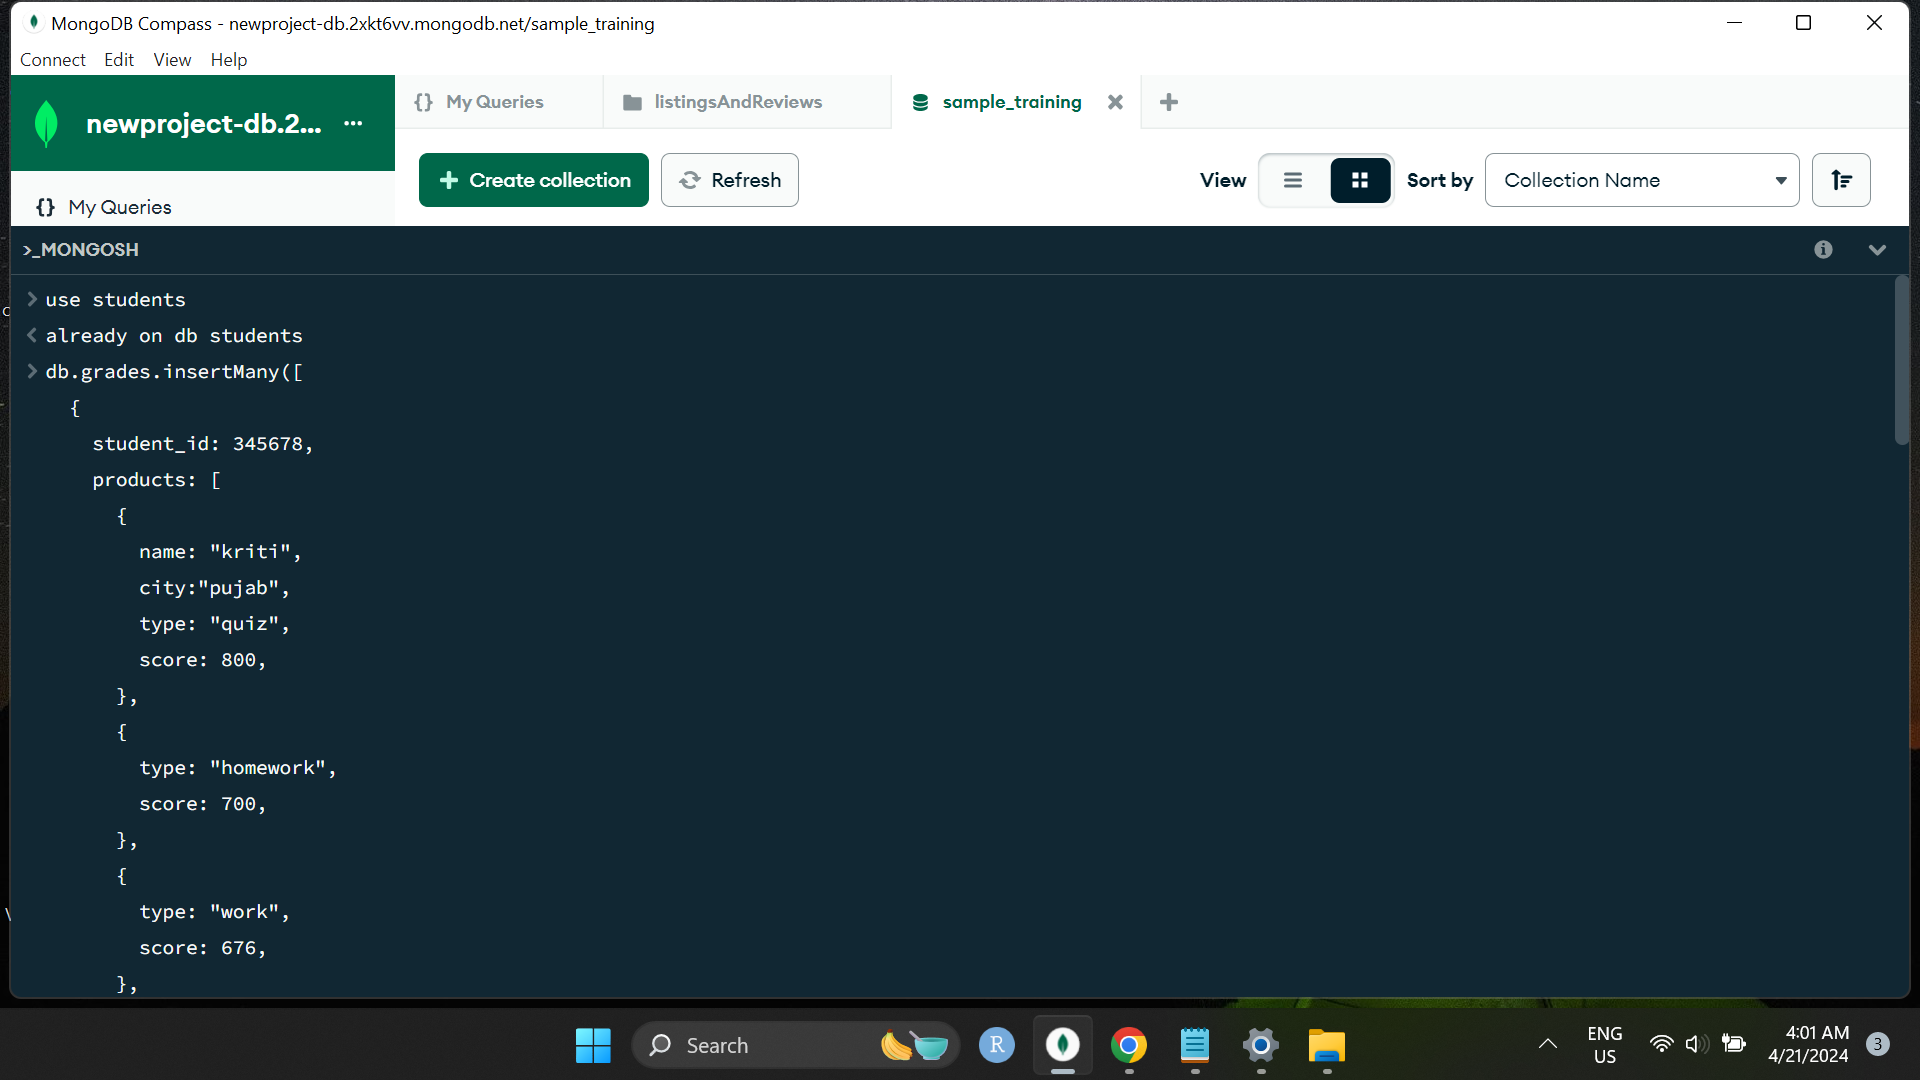 MongoDB Compass - newproject-db.2xkt6vv.mongodb.net/sample_training
Connect Edit View Help
newproject-db.2... ···
{} My Queries
listingsAndReviews
sample_training
Create collection
Refresh
View
Sort by
Collection Name
{} My Queries
>_MONGOSH
> use students
< already on db students
> db.grades.insertMany([
{
student_id: 345678,
products: [
{
name: "kriti",
city:"pujab",
type: "quiz",
score: 800,
},
{
type: "homework",
score: 700,
},
{
type: "work",
score: 676,
},
Search
R
ENG
US
4:01 AM
4/21/2024
3